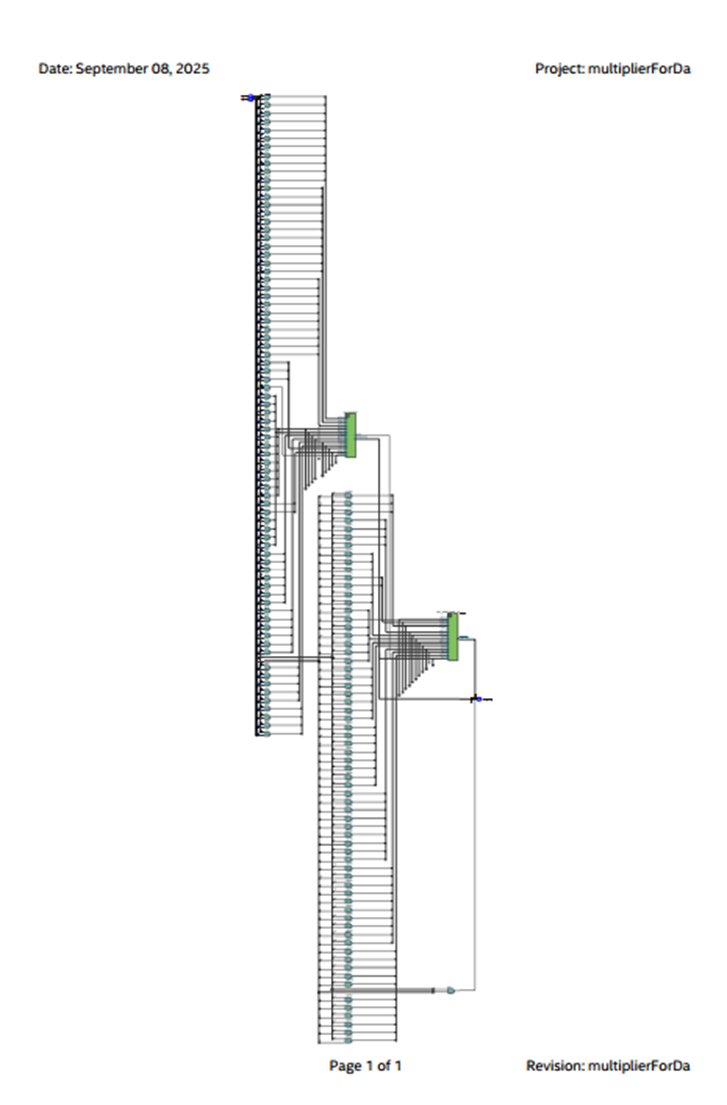 Date: September 08, 2025
Project: multiplierForDa
Page 1 of 1
Revision: multiplierForDa